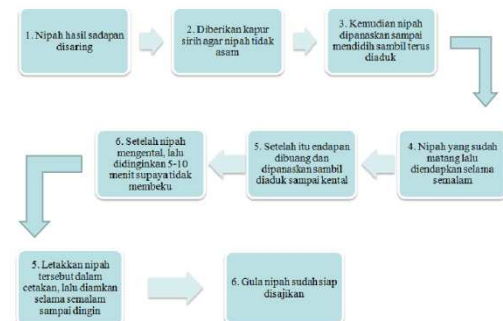 1. Nipah hasil sadapan
disaring
2. Diberikan kapur
sirih agar nipah tidak
asam
3. Kemudian nipah
dipanaskan sampai
mendidih sambil terus
diaduk
4. Nipah yang sudah
matang lalu
diendapkan selama
semalam
5. Setelah itu endapan
dibuang dan
dipanaskan sambil
diaduk sampai kental
6. Setelah nipah
mengental, lalu
didinginkan 5-10
menit supaya tidak
membeku
5. Letakkan nipah
tersebut dalam
cetakan, lalu diamkan
selama semalam
sampai dingin
6. Gula nipah sudah siap
disajikan